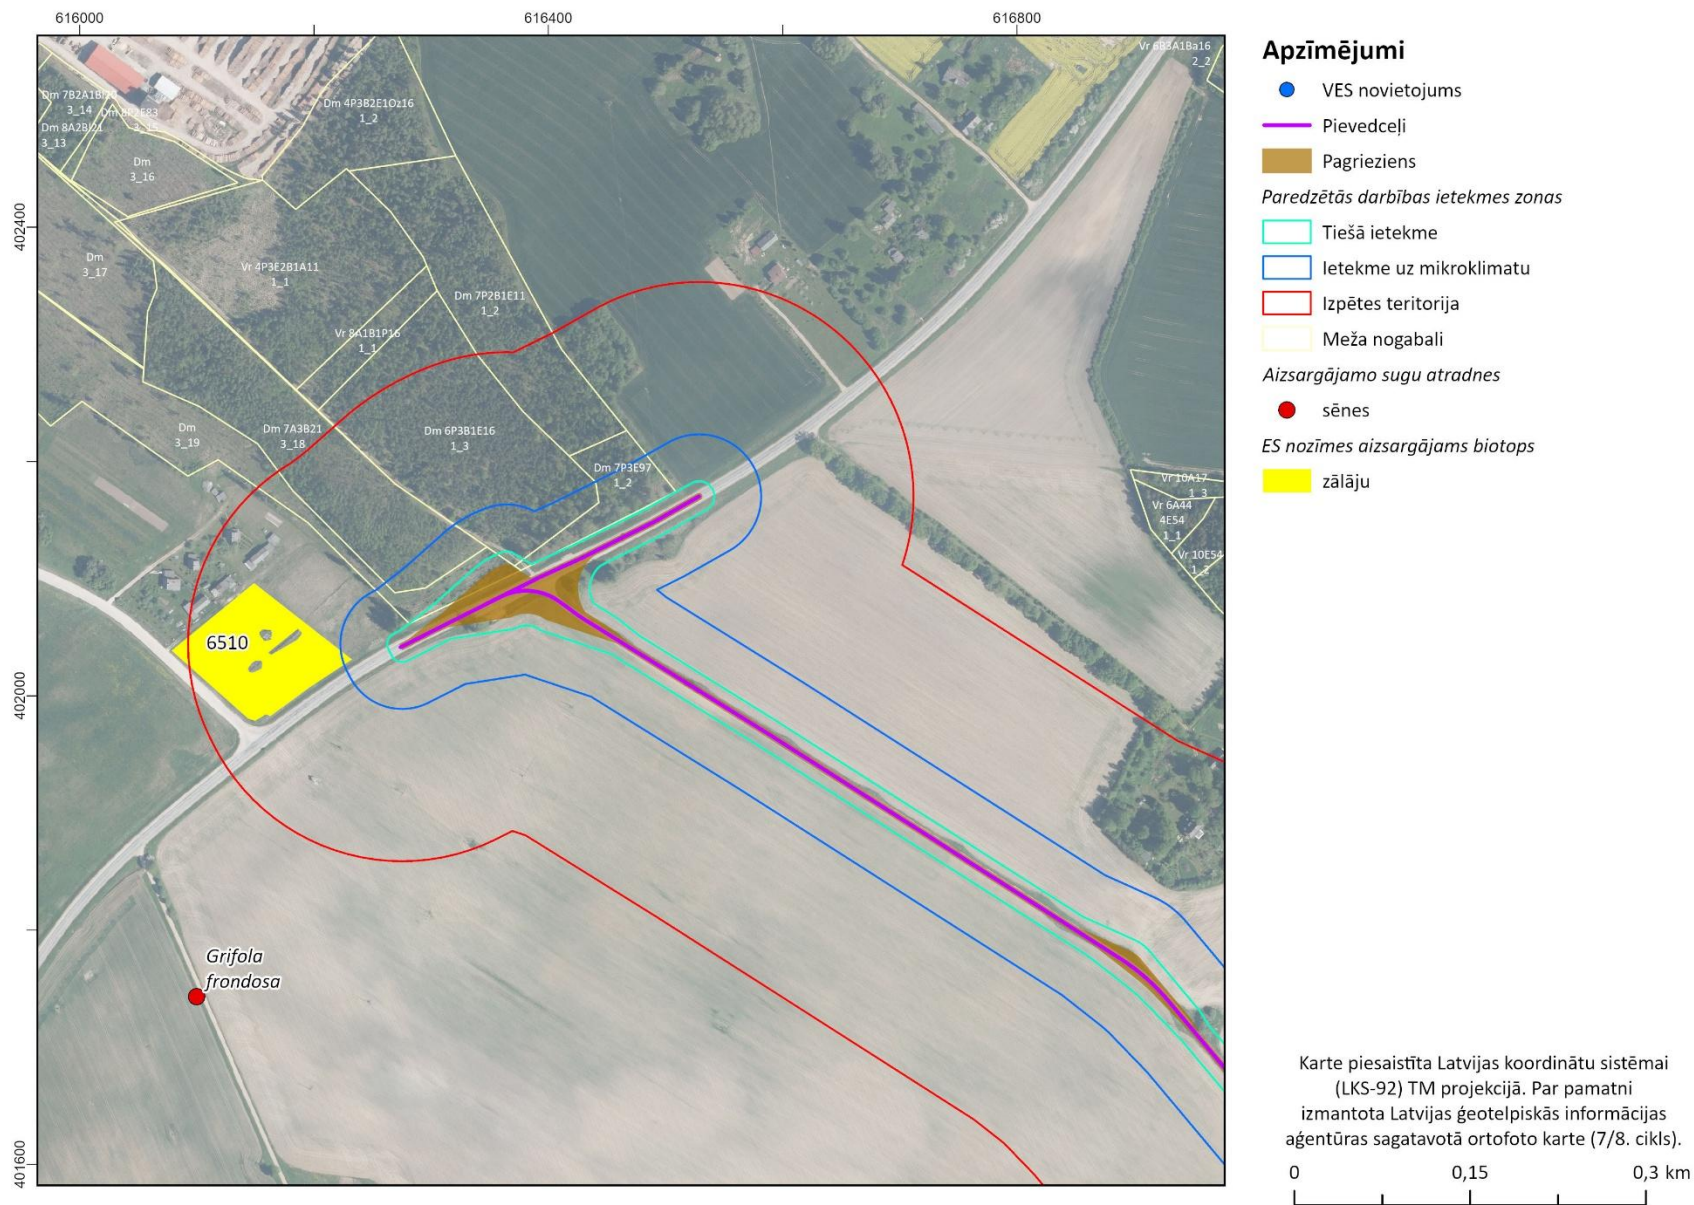 616000
616400
616800
402400
402000
401600
Dm 4P3B2E1Oz16
1_2
3_14
Dm 8A2B121
3_13
Dm
3_16
Dm
3_17
Vr 4P3E2B1A11
1_1
Dm 7P2B1E11
1_2
Vr 8A1B1P16
1_1
Dm
3_19
Dm 7A3B21
3_18
Dm 6P3B1E16
1_3
Dm 7P3E97
1_2
Vr 6B3A1Ba16
2_2
Vr 10A17
1_3
Vr 6A44
4E54
1_1
Vr 10E54
1_2
6510
Grifola
frondosa
Apzīmējumi
VES novietojums
Pievedceļi
Pagrieziens
Paredzētās darbības ietekmes zonas
Tiešā ietekme
Ietekme uz mikroklimatu
Izpētes teritorija
Meža nogabali
Aizsargājamo sugu atradnes
sēnes
ES nozīmes aizsargājams biotops
zālāju
Karte piesaistīta Latvijas koordinātu sistēmai
(LKS-92) TM projekcijā. Par pamatni
izmantota Latvijas ģeotelpiskās informācijas
aģentūras sagatavotā ortofoto karte (7/8. cikls).
0 0,15 0,3 km